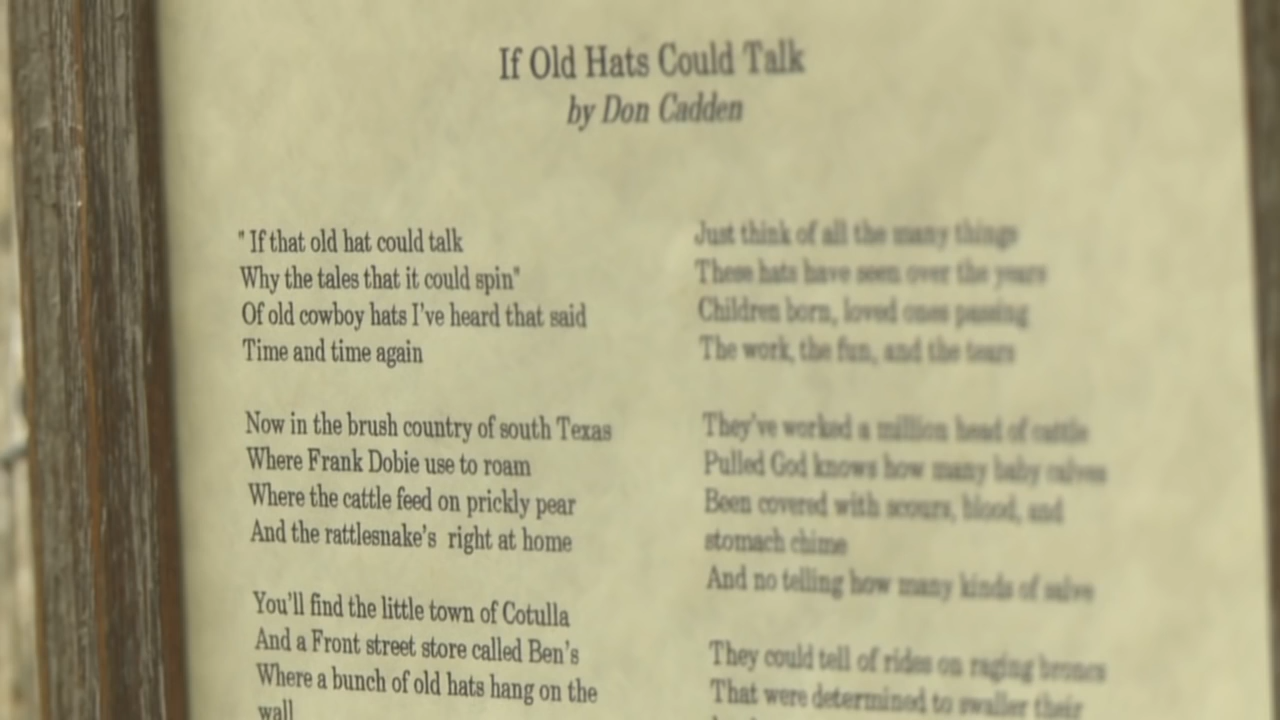 If Old Hats Could Talk
by Don Cadden
" If that old hat could talk
Why the tales that it could spin"
Of old cowboy hats I've heard that said
Time and time again
Now in the brush country of south Texas
Where Frank Dobie use to roam
Where the cattle feed on prickly pear
And the rattlesnake's right at home
You'll find the little town of Cotulla
And a Front street store called Ben's
Where a bunch of old hats hang on the
wall
Just think of all the many things
These hats have seen over the years
Children born, loved ones passing
The work, the fun, and the tears
They've worked a million head of cattle
Pulled God knows how many baby calves
Been covered with scours, blood, and
stomach chime
And no telling how many kinds of salve
They could tell of rides on raging broncs
That were determined to swaller their